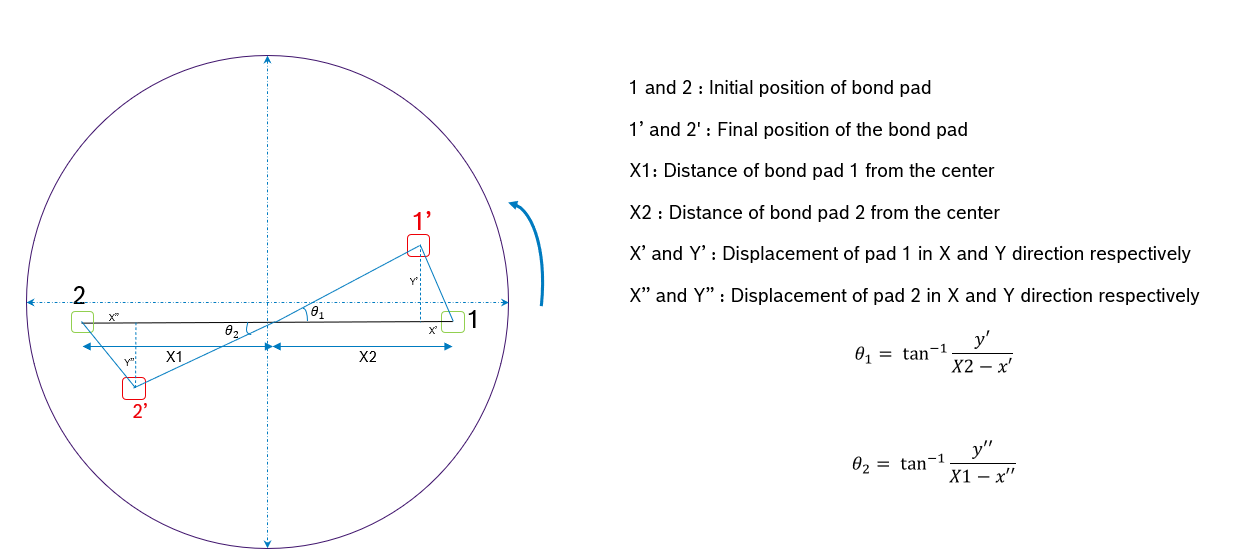 1 and 2 : Initial position of bond pad
1’ and 2' : Final position of the bond pad
X1: Distance of bond pad 1 from the center
X2 : Distance of bond pad 2 from the center
X’ and Y’ : Displacement of pad 1 in X and Y direction respectively
X” and Y” : Displacement of pad 2 in X and Y direction respectively
θ₁ = tan⁻¹ y′/(X2 − x′)
θ₂ = tan⁻¹ y′′/(X1 − x′′)
1’
Y’
2
X”
θ₁
1
θ₂
X’
X1
X2
Y”
2’